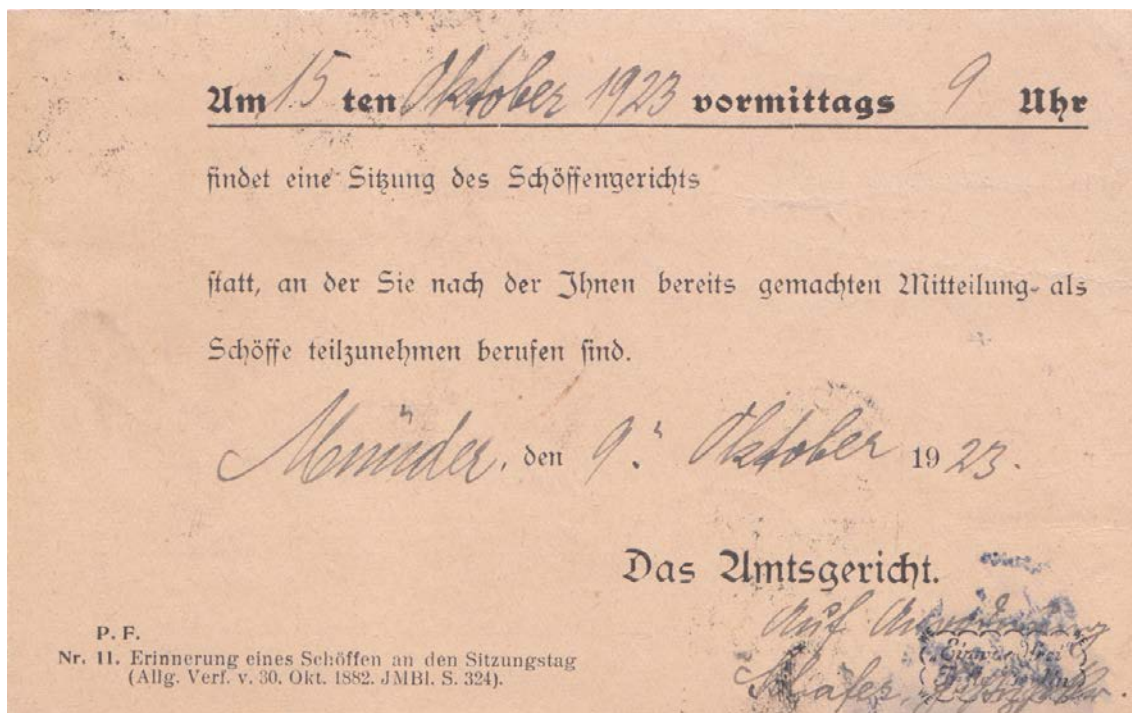 Am 15 ten Oktober 1923 vormittags 9 Uhr
findet eine Sitzung des Schöffengerichts
statt, an der Sie nach der Ihnen bereits gemachten Mitteilung als
Schöffe teilzunehmen berufen sind.
Münder, den 9. Oktober 1923.
Das Amtsgericht.
Auf Anordnung
Schäfer,
P. F.
Nr. 11. Erinnerung eines Schöffen an den Sitzungstag
(Allg. Verf. v. 30. Okt. 1882. JMBl. S. 324).